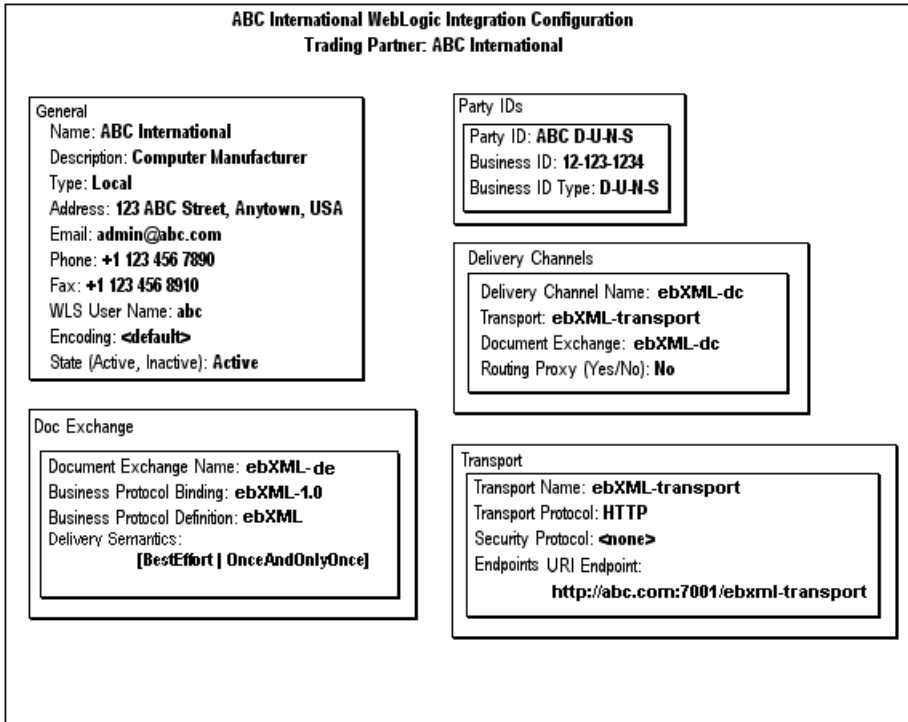 ABC International WebLogic Integration Configuration
Trading Partner: ABC International
General
Name: ABC International
Description: Computer Manufacturer
Type: Local
Address: 123 ABC Street, Anytown, USA
Email: admin@abc.com
Phone: +1 123 456 7890
Fax: +1 123 456 8910
WLS User Name: abc
Encoding: <default>
State (Active, Inactive): Active
Party IDs
Party ID: ABC D-U-N-S
Business ID: 12-123-1234
Business ID Type: D-U-N-S
Delivery Channels
Delivery Channel Name: ebXML-dc
Transport: ebXML-transport
Document Exchange: ebXML-dc
Routing Proxy (Yes/No): No
Doc Exchange
Document Exchange Name: ebXML-de
Business Protocol Binding: ebXML-1.0
Business Protocol Definition: ebXML
Delivery Semantics:
[BestEffort | OnceAndOnlyOnce]
Transport
Transport Name: ebXML-transport
Transport Protocol: HTTP
Security Protocol: <none>
Endpoints URI Endpoint:
http://abc.com:7001/ebxml-transport